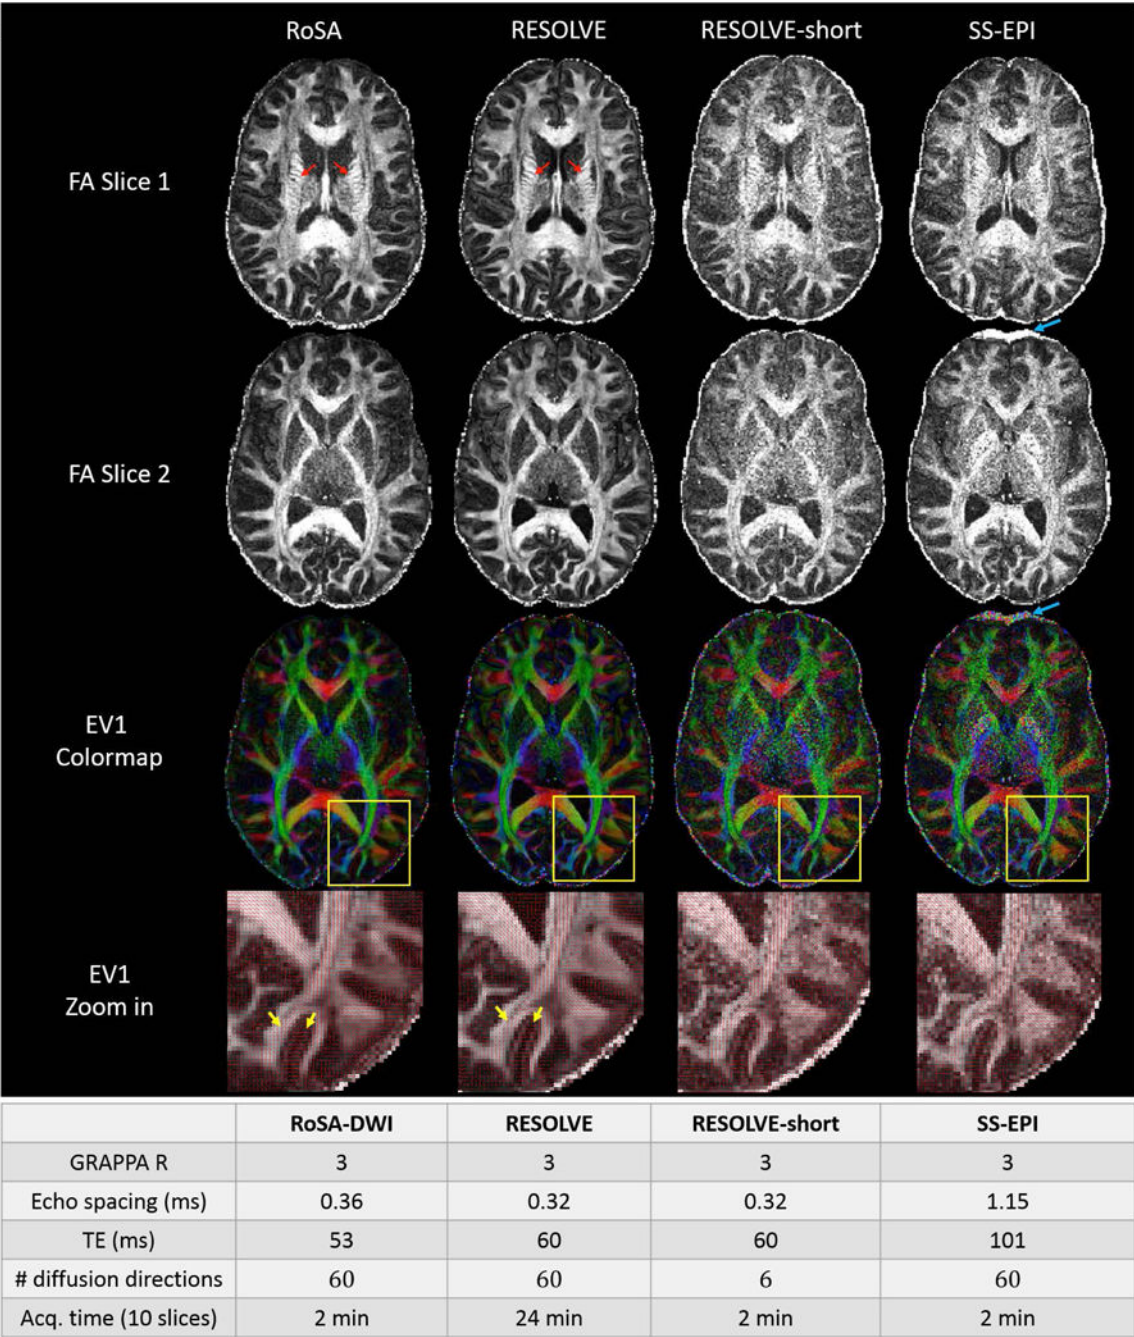 RoSA RESOLVE RESOLVE-short SS-EPI
FA Slice 1
FA Slice 2
EV1
Colormap
EV1
Zoom in
RoSA-DWI RESOLVE RESOLVE-short SS-EPI
GRAPPA R 3 3 3 3
Echo spacing (ms) 0.36 0.32 0.32 1.15
TE (ms) 53 60 60 101
# diffusion directions 60 60 6 60
Acq. time (10 slices) 2 min 24 min 2 min 2 min